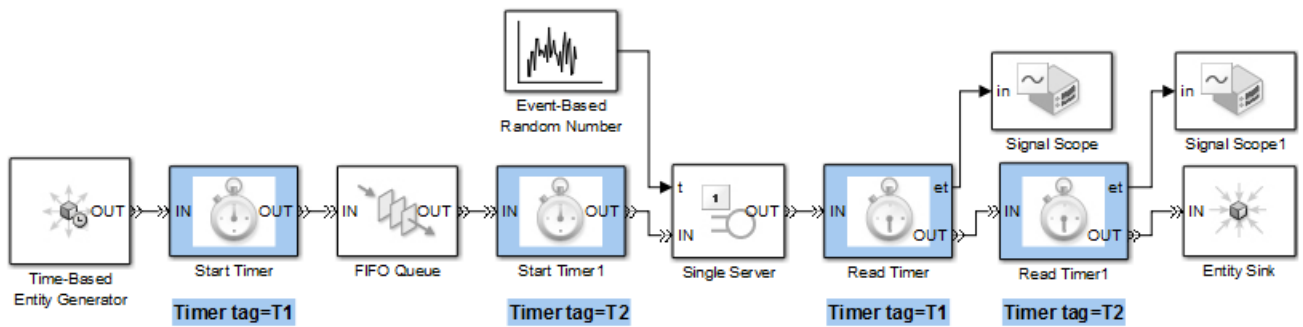 Event-Based
Random Number
in
Signal Scope
in
Signal Scope1
OUT
Time-Based
Entity Generator
IN
OUT
Start Timer
Timer tag=T1
IN
OUT
FIFO Queue
IN
OUT
Start Timer1
Timer tag=T2
t
1
OUT
IN
Single Server
et
IN
OUT
Read Timer
Timer tag=T1
et
IN
OUT
Read Timer1
Timer tag=T2
IN
Entity Sink